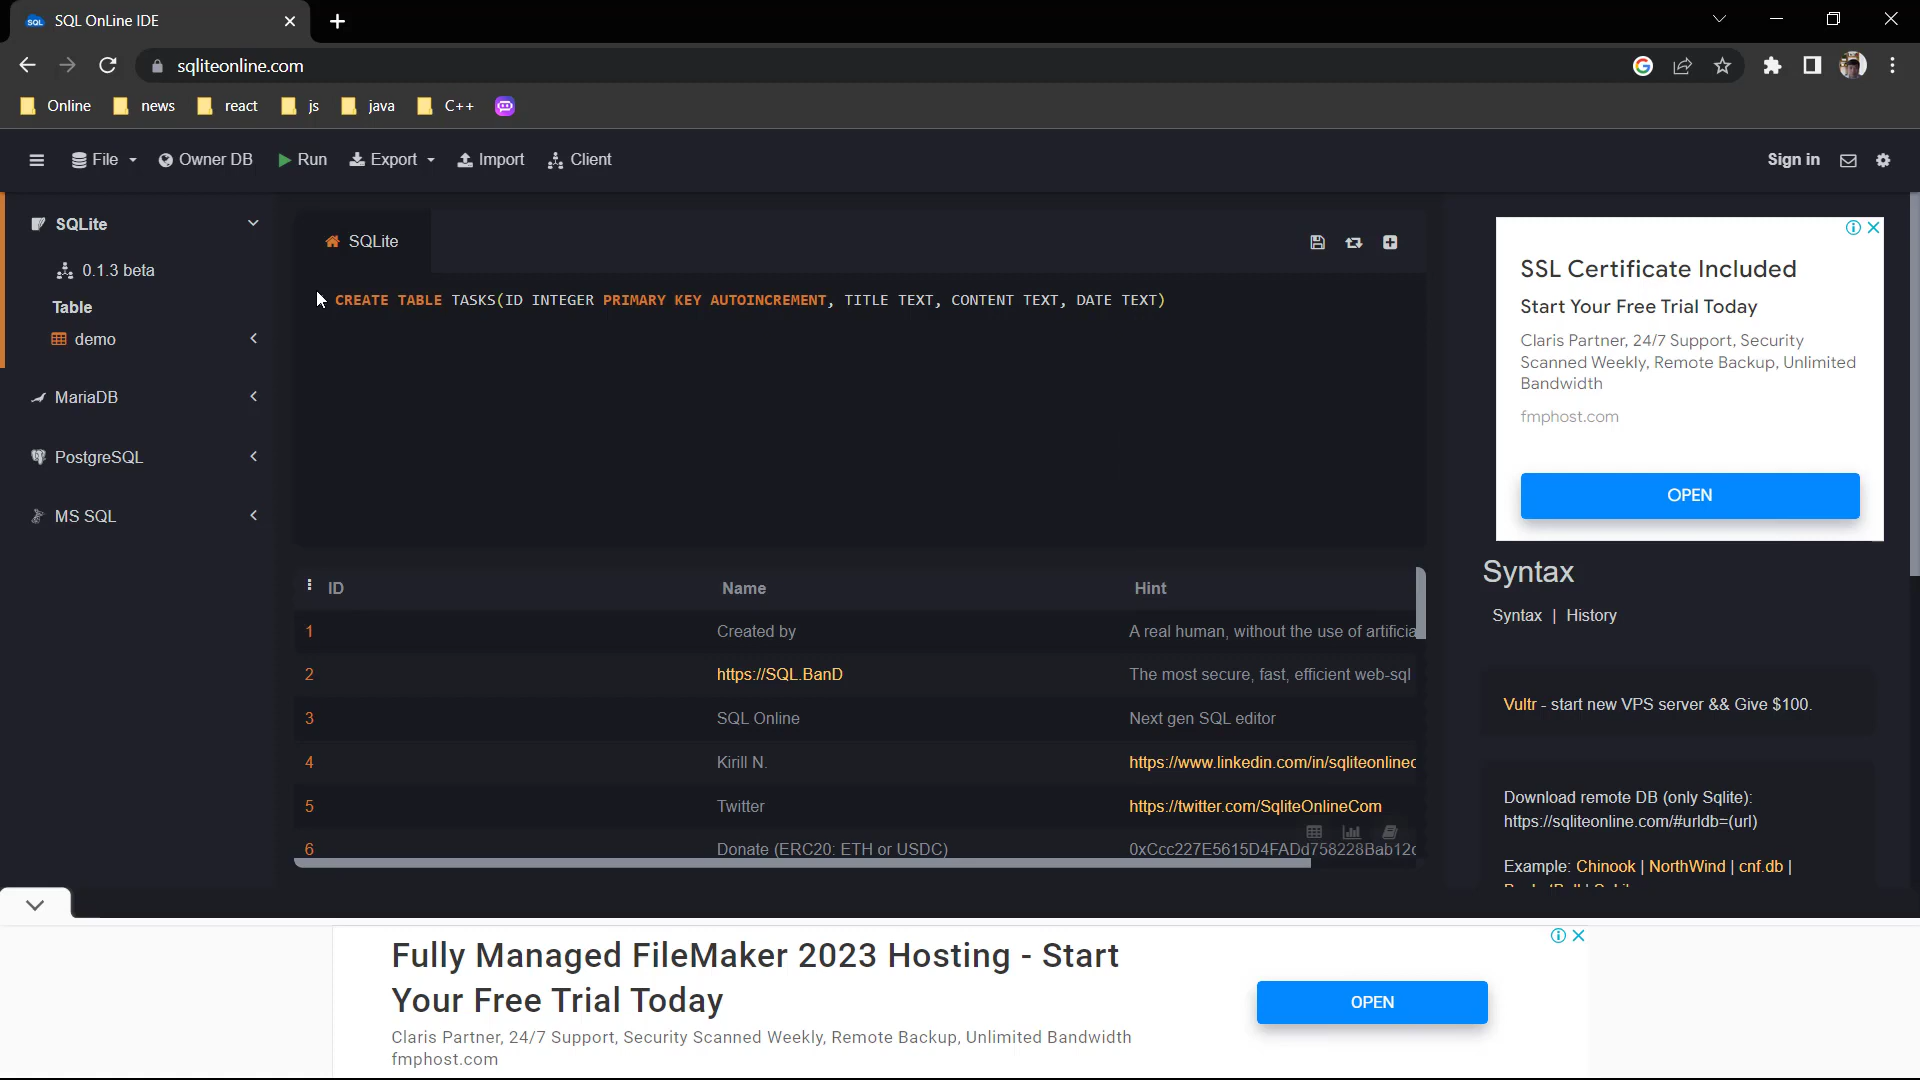 SQL OnLine IDE
sqliteonline.com
Online news react js java C++
File Owner DB Run Export Import Client Sign in
SQLite
0.1.3 beta
Table
demo
MariaDB
PostgreSQL
MS SQL
SQLite
CREATE TABLE TASKS(ID INTEGER PRIMARY KEY AUTOINCREMENT, TITLE TEXT, CONTENT TEXT, DATE TEXT)
ID Name Hint
1 Created by A real human, without the use of artificia
2 https://SQL.BanD The most secure, fast, efficient web-sql
3 SQL Online Next gen SQL editor
4 Kirill N. https://www.linkedin.com/in/sqliteonlinec
5 Twitter https://twitter.com/SqliteOnlineCom
6 Donate (ERC20: ETH or USDC) 0xCcc227E5615D4FADd758228Bab12c
SSL Certificate Included
Start Your Free Trial Today
Claris Partner, 24/7 Support, Security
Scanned Weekly, Remote Backup, Unlimited
Bandwidth
fmphost.com
OPEN
Syntax
Syntax | History
Vultr - start new VPS server && Give $100.
Download remote DB (only Sqlite):
https://sqliteonline.com/#urldb=(url)
Example: Chinook | NorthWind | cnf.db |
Fully Managed FileMaker 2023 Hosting - Start
Your Free Trial Today
Claris Partner, 24/7 Support, Security Scanned Weekly, Remote Backup, Unlimited Bandwidth
fmphost.com
OPEN